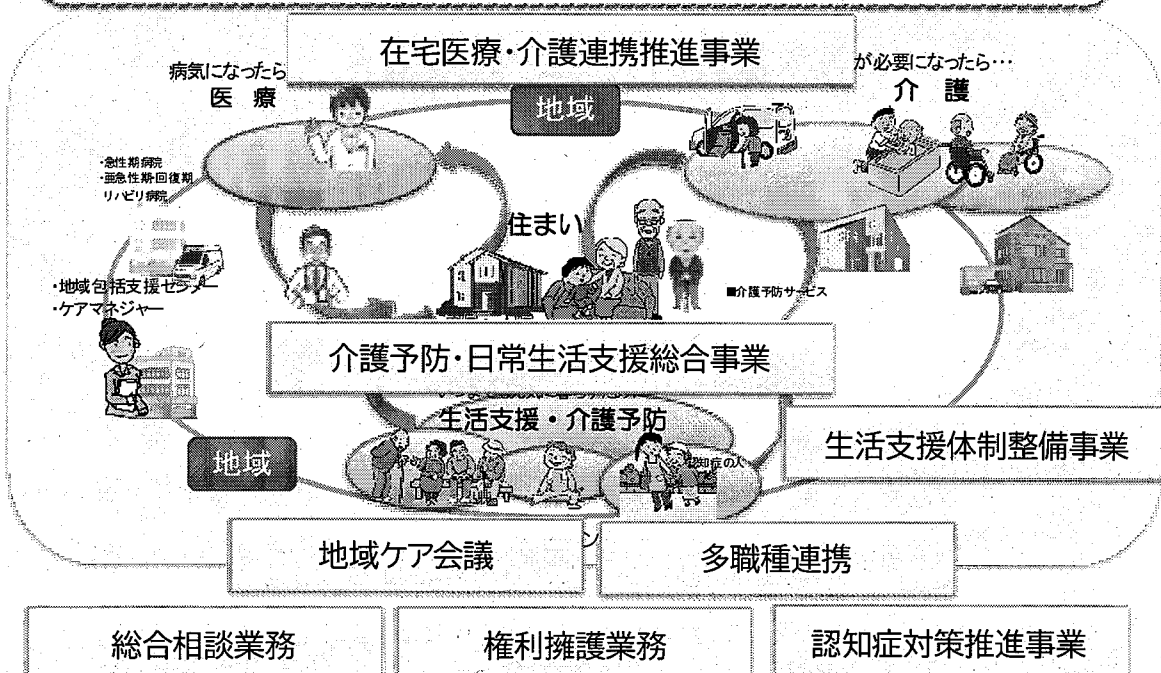 在宅医療・介護連携推進事業
病気になったら
医 療
が必要になったら…
介 護
地域
・急性期病院
・亜急性期・回復期
リハビリ病院
住まい
・地域包括支援センター
・ケアマネジャー
■介護予防サービス
介護予防・日常生活支援総合事業
生活支援・介護予防
認知症の人
生活支援体制整備事業
地域
地域ケア会議
多職種連携
総合相談業務
権利擁護業務
認知症対策推進事業